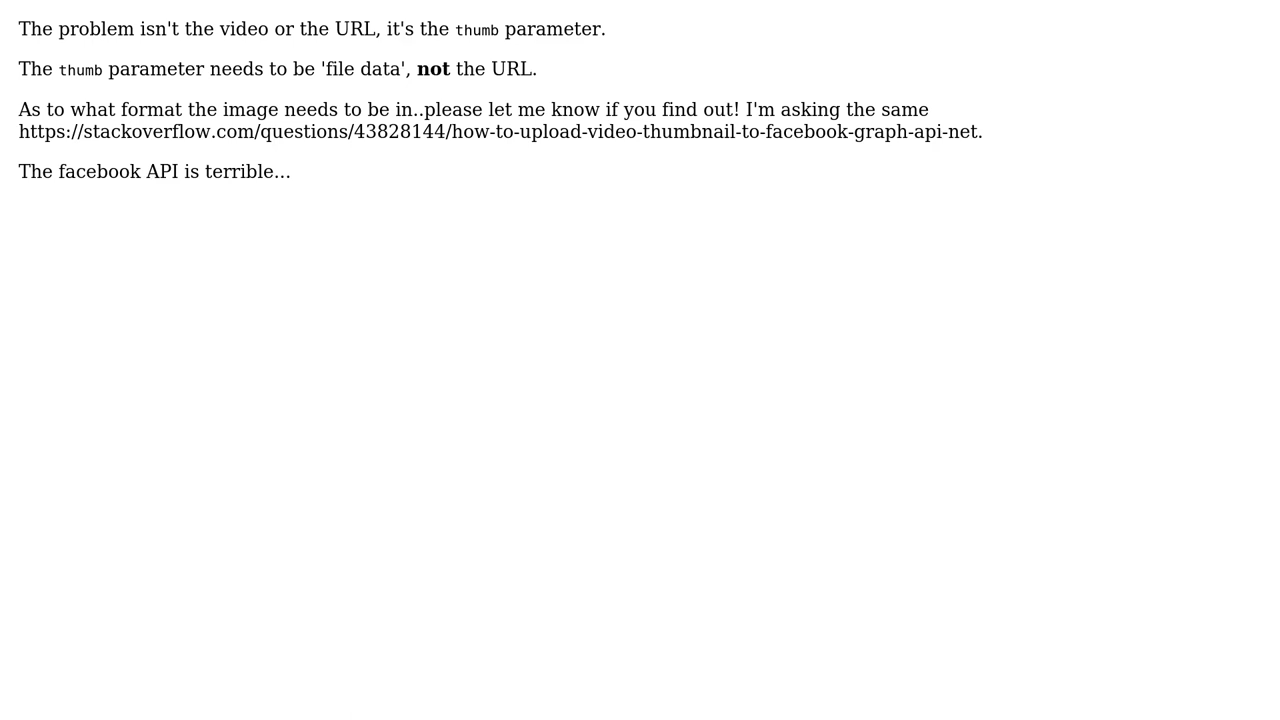 The problem isn't the video or the URL, it's the thumb parameter.
The thumb parameter needs to be 'file data', not the URL.
As to what format the image needs to be in..please let me know if you find out! I'm asking the same
https://stackoverflow.com/questions/43828144/how-to-upload-video-thumbnail-to-facebook-graph-api-net.
The facebook API is terrible...